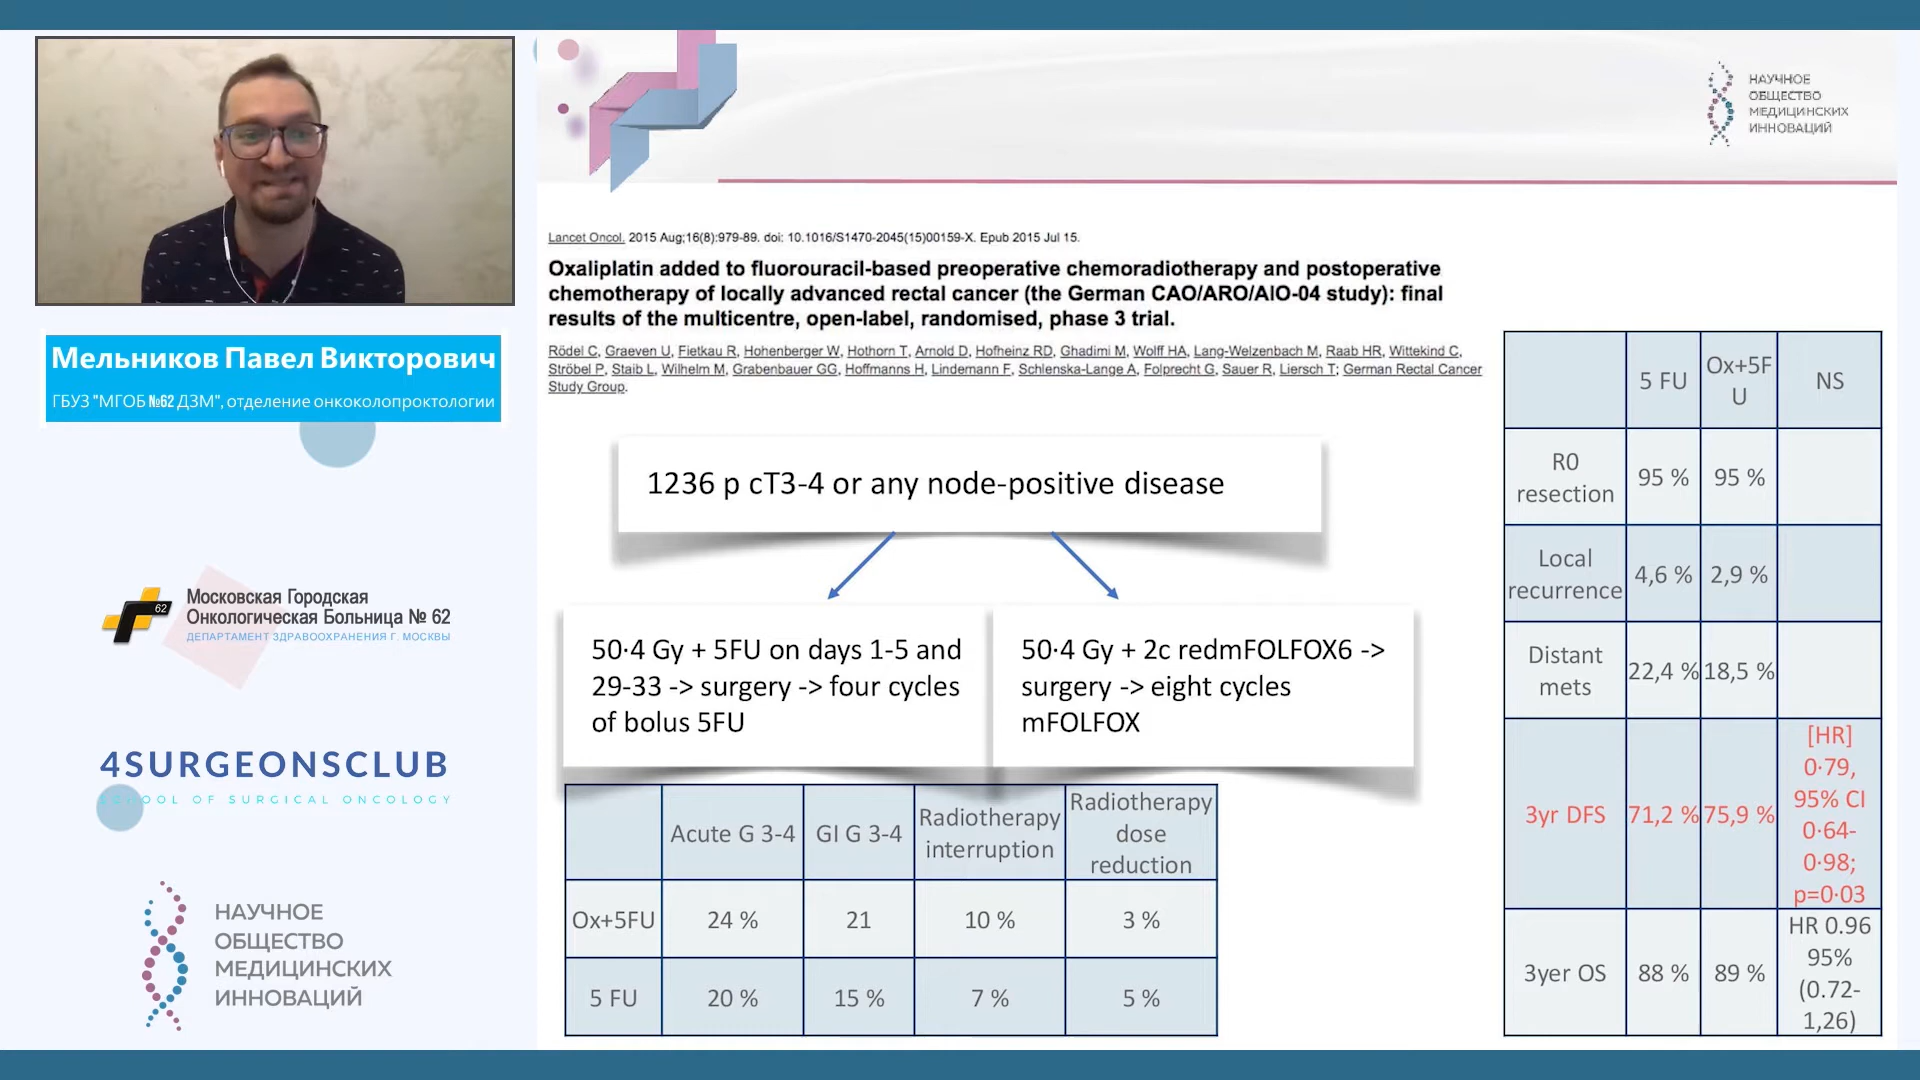 НАУЧНОЕ
ОБЩЕСТВО
МЕДИЦИНСКИХ
ИННОВАЦИЙ
Мельников Павел Викторович
ГБУЗ "МГОБ №62 ДЗМ", отделение онкоколопроктологии
62
Московская Городская
Онкологическая Больница № 62
ДЕПАРТАМЕНТ ЗДРАВООХРАНЕНИЯ Г. МОСКВЫ
4SURGEONSCLUB
SCHOOL OF SURGICAL ONCOLOGY
НАУЧНОЕ
ОБЩЕСТВО
МЕДИЦИНСКИХ
ИННОВАЦИЙ
Lancet Oncol. 2015 Aug;16(8):979-89. doi: 10.1016/S1470-2045(15)00159-X. Epub 2015 Jul 15.
Oxaliplatin added to fluorouracil-based preoperative chemoradiotherapy and postoperative
chemotherapy of locally advanced rectal cancer (the German CAO/ARO/AIO-04 study): final
results of the multicentre, open-label, randomised, phase 3 trial.
Rödel C, Graeven U, Fietkau R, Hohenberger W, Hothorn T, Arnold D, Hofheinz RD, Ghadimi M, Wolff HA, Lang-Welzenbach M, Raab HR, Wittekind C,
Ströbel P, Staib L, Wilhelm M, Grabenbauer GG, Hoffmanns H, Lindemann F, Schlenska-Lange A, Folprecht G, Sauer R, Liersch T; German Rectal Cancer
Study Group.
1236 p cT3-4 or any node-positive disease
50·4 Gy + 5FU on days 1-5 and
29-33 -> surgery -> four cycles
of bolus 5FU
50·4 Gy + 2c redmFOLFOX6 ->
surgery -> eight cycles
mFOLFOX
Acute G 3-4 GI G 3-4 Radiotherapy
interruption Radiotherapy
dose
reduction
Ox+5FU 24 % 21 10 % 3 %
5 FU 20 % 15 % 7 % 5 %
5 FU Ox+5F
U NS
R0
resection 95 % 95 %
Local
recurrence 4,6 % 2,9 %
Distant
mets 22,4 % 18,5 %
3yr DFS 71,2 % 75,9 % [HR]
0·79,
95% CI
0·64-
0·98;
p=0·03
3yer OS 88 % 89 % HR 0.96
95%
(0.72-
1,26)